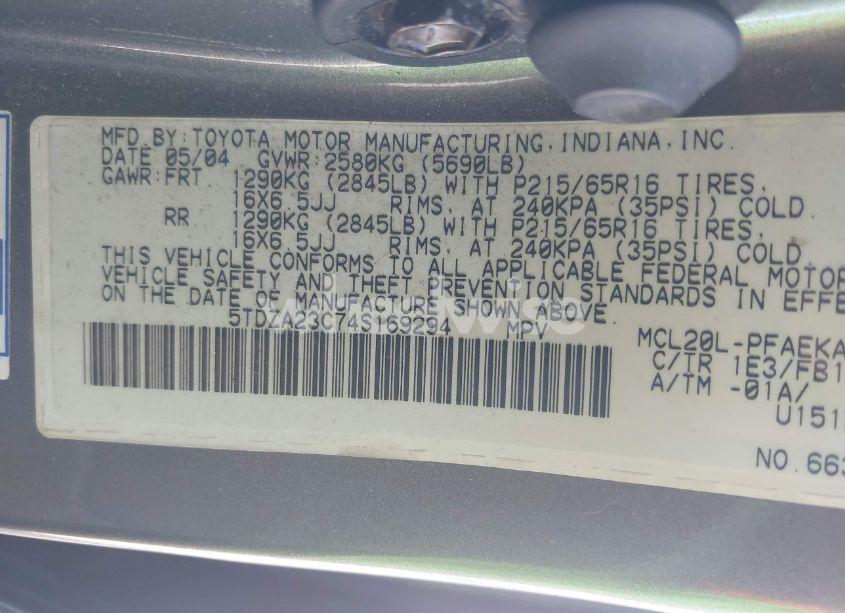 MFD.BY:TOYOTA MOTOR MANUFACTURING,INDIANA,INC.
DATE 05/04 GVWR:2580KG (5690LB)
GAWR:FRT 1290KG (2845LB) WITH P215/65R16 TIRES,
16X6.5JJ RIMS, AT 240KPA (35PSI) COLD.
RR 1290KG (2845LB) WITH P215/65R16 TIRES,
16X6.5JJ RIMS, AT 240KPA (35PSI) COLD.
THIS VEHICLE CONFORMS TO ALL APPLICABLE FEDERAL MOTOR
VEHICLE SAFETY AND THEFT PREVENTION STANDARDS IN EFFE
ON THE DATE OF MANUFACTURE SHOWN ABOVE.
5TDZA23C74S169294 MPV
MCL20L-PFAEKA
C/TR 1E3/FB1
A/TM -01A/
U151
NO.663